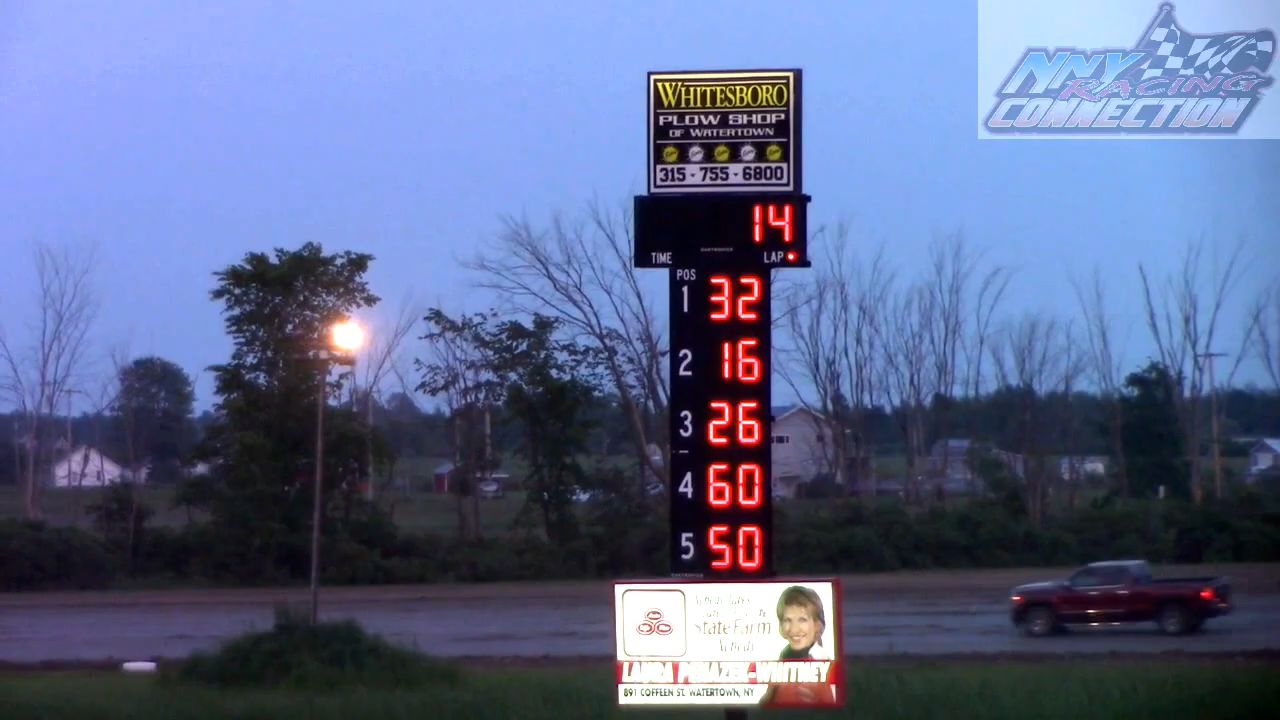 NNY
RACING
CONNECTION
WHITESBORO
PLOW SHOP
OF WATERTOWN
315-755-6800
14
TIME LAP
POS
1 32
2 16
3 26
4 60
5 50
State Farm
WHITNEY
891 COFFEEN ST. WATERTOWN, NY